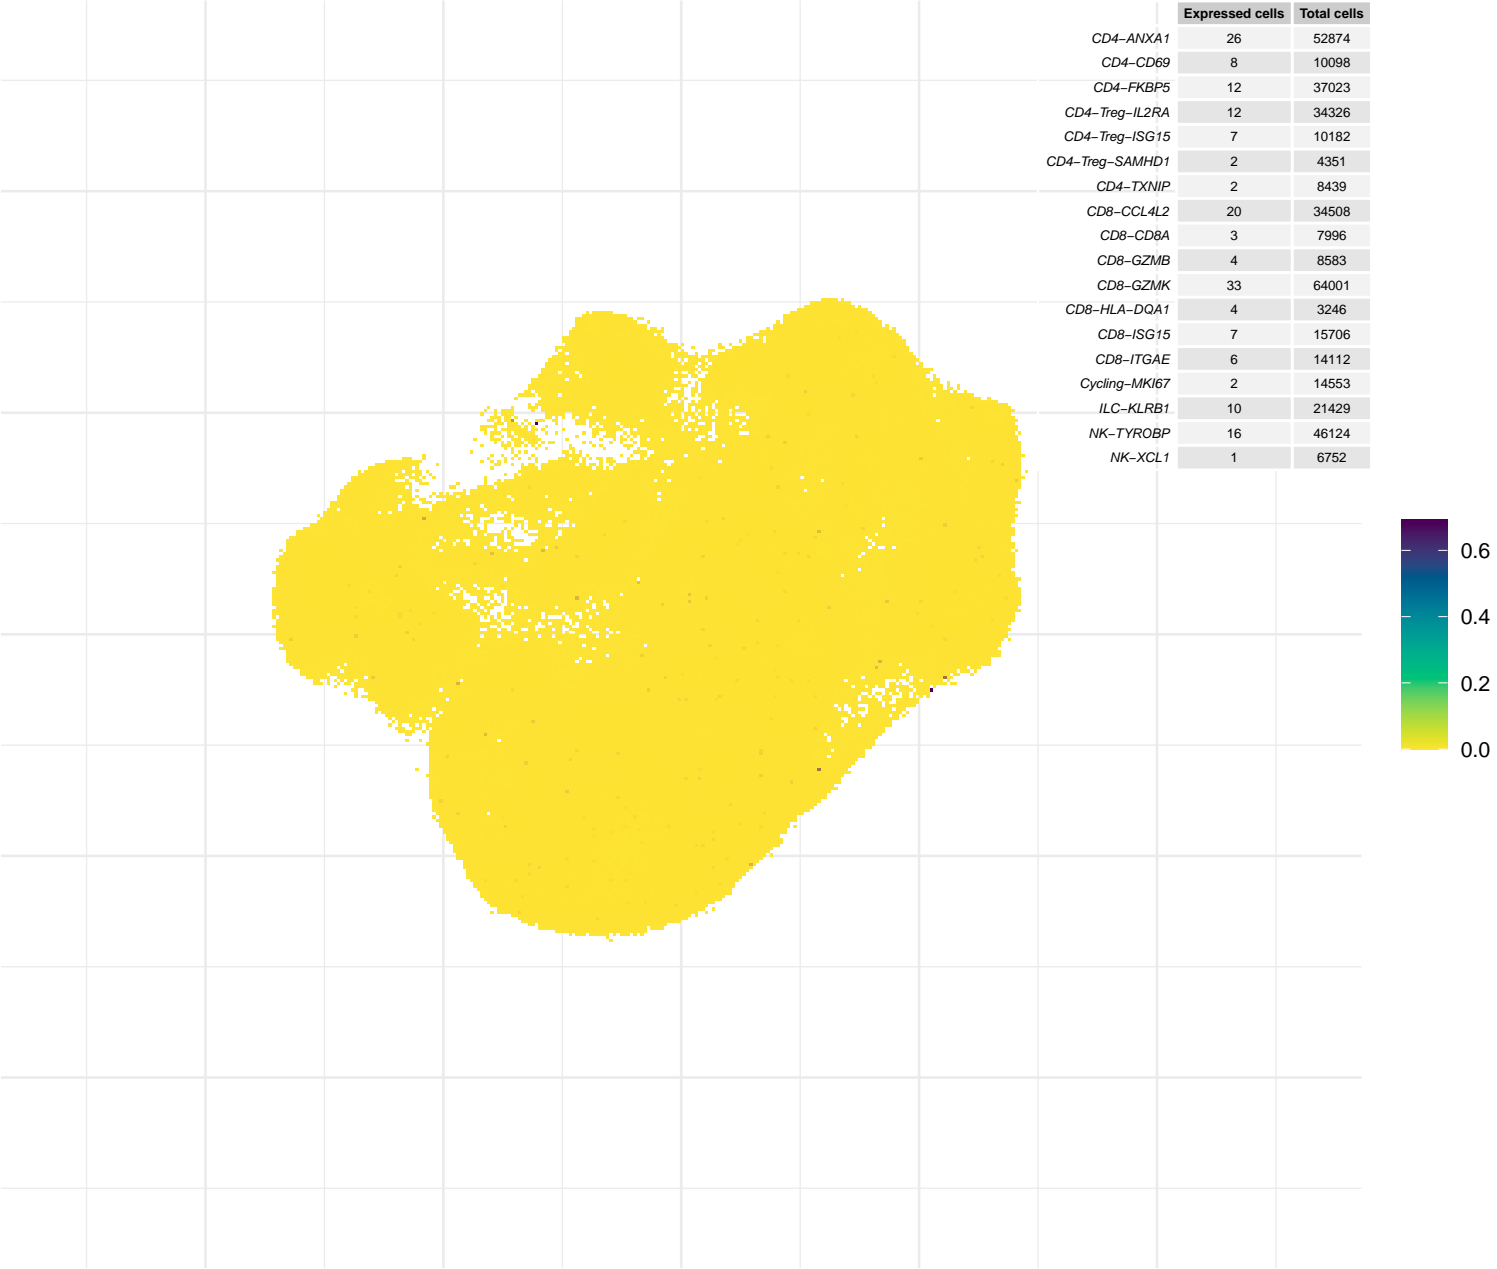 Expressed cells Total cells
CD4−ANXA1 26 52874
CD4−CD69 8 10098
CD4−FKBP5 12 37023
CD4−Treg−IL2RA 12 34326
CD4−Treg−ISG15 7 10182
CD4−Treg−SAMHD1 2 4351
CD4−TXNIP 2 8439
CD8−CCL4L2 20 34508
CD8−CD8A 3 7996
CD8−GZMB 4 8583
CD8−GZMK 33 64001
CD8−HLA−DQA1 4 3246
CD8−ISG15 7 15706
CD8−ITGAE 6 14112
Cycling−MKI67 2 14553
ILC−KLRB1 10 21429
NK−TYROBP 16 46124
NK−XCL1 1 6752
0.6
0.4
0.2
0.0